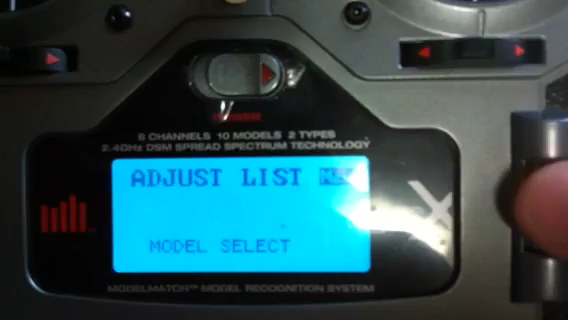 POWER
6 CHANNELS 10 MODELS 2 TYPES
2.4GHz DSM SPREAD SPECTRUM TECHNOLOGY
ADJUST LIST
MODEL SELECT
X
MODELMATCH™ MODEL RECOGNITION SYSTEM